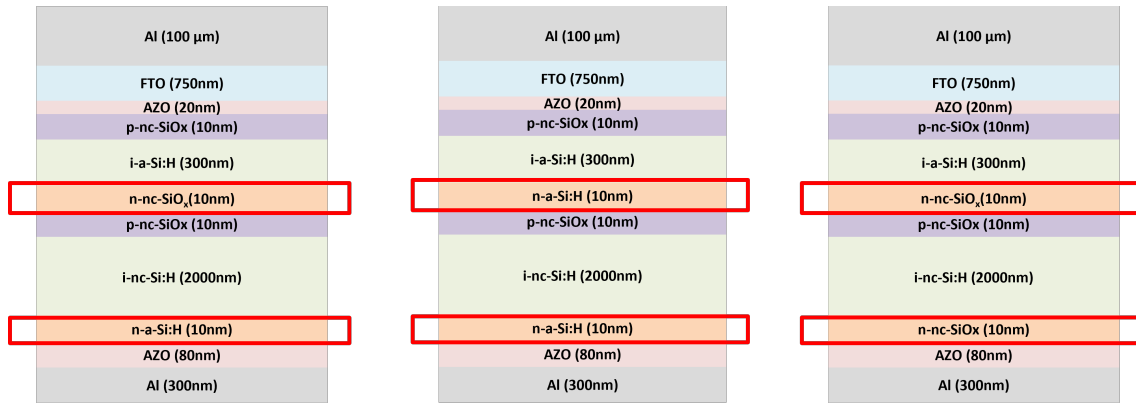 Al (100 µm)
FTO (750nm)
AZO (20nm)
p-nc-SiOx (10nm)
i-a-Si:H (300nm)
n-nc-SiOₓ(10nm)
p-nc-SiOx (10nm)
i-nc-Si:H (2000nm)
n-a-Si:H (10nm)
AZO (80nm)
Al (300nm)
Al (100 µm)
FTO (750nm)
AZO (20nm)
p-nc-SiOx (10nm)
i-a-Si:H (300nm)
n-a-Si:H (10nm)
p-nc-SiOx (10nm)
i-nc-Si:H (2000nm)
n-a-Si:H (10nm)
AZO (80nm)
Al (300nm)
Al (100 µm)
FTO (750nm)
AZO (20nm)
p-nc-SiOx (10nm)
i-a-Si:H (300nm)
n-nc-SiOₓ(10nm)
p-nc-SiOx (10nm)
i-nc-Si:H (2000nm)
n-nc-SiOx (10nm)
AZO (80nm)
Al (300nm)